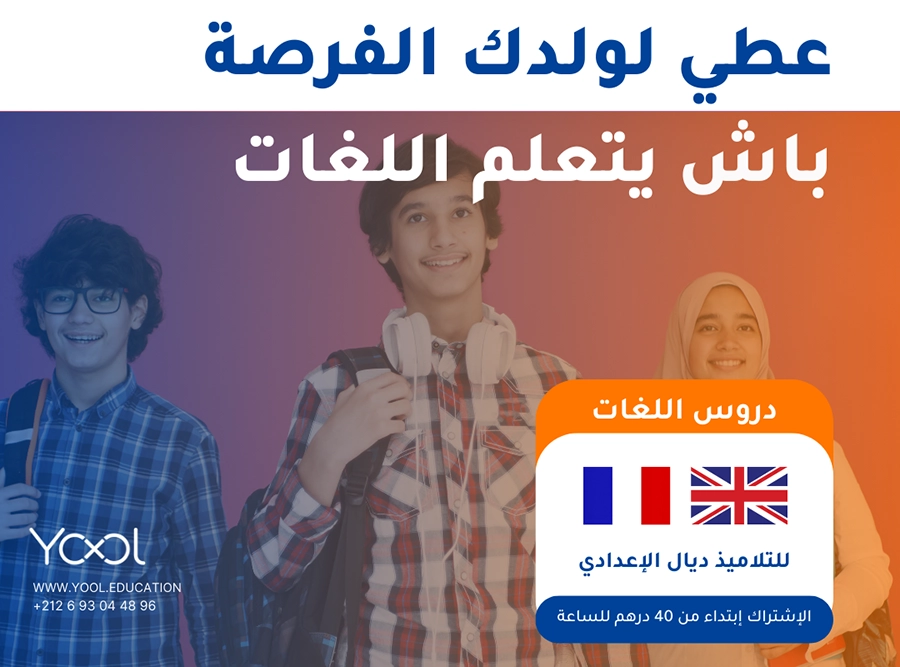 عطي لولدك الفرصة
باش يتعلم اللغات
دروس اللغات
للتلاميذ ديال الإعدادي
الإشتراك إبتداء من 40 درهم للساعة
Yool
WWW.YOOL.EDUCATION
+212 6 93 04 48 96